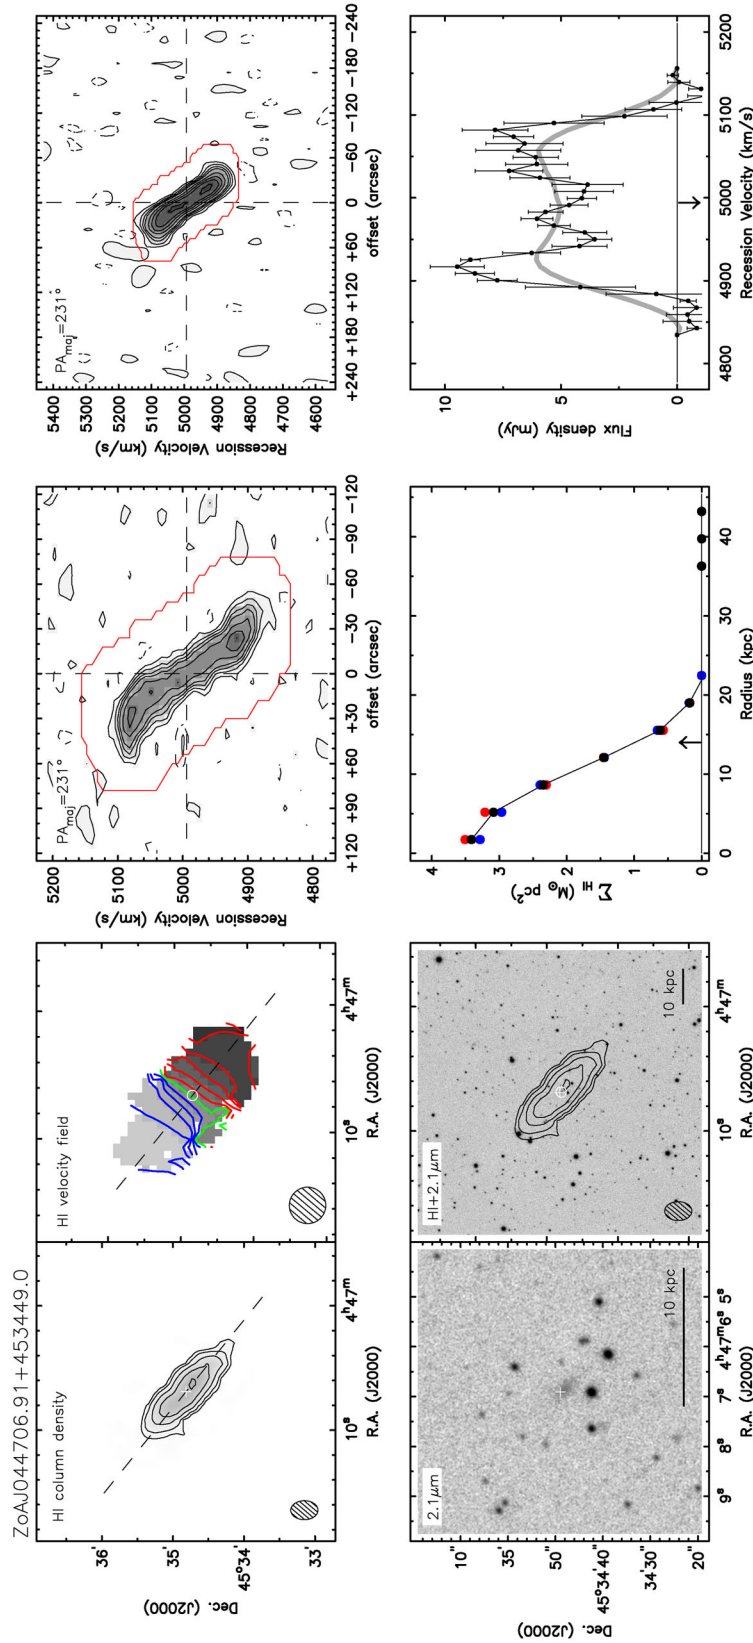 ZoAJ044706.91+453449.0
HI column density
36'
35'
45°34'
33'
Dec. (J2000)
10ˢ
4ʰ47ᵐ
R.A. (J2000)
HI velocity field
10ˢ
4ʰ47ᵐ
R.A. (J2000)
PAmaj=231°
5200
5100
5000
4900
4800
Recession Velocity (km/s)
+120 +90 +60 +30 0 −30 −60 −90 −120
offset (arcsec)
PAmaj=231°
5400
5300
5200
5100
5000
4900
4800
4700
4600
Recession Velocity (km/s)
+240 +180 +120 +60 0 −60 −120 −180 −240
offset (arcsec)
2.1μm
10"
35'
50"
45°34'40"
34'30"
20"
Dec. (J2000)
10 kpc
9ˢ 8ˢ 7ˢ 4ʰ47ᵐ6ˢ 5ˢ
R.A. (J2000)
HI+2.1μm
10 kpc
10ˢ
4ʰ47ᵐ
R.A. (J2000)
4
3
2
1
0
Σ HI (M⊙ pc²)
0 10 20 30 40
Radius (kpc)
10
5
0
Flux density (mJy)
4800 4900 5000 5100 5200
Recession Velocity (km/s)